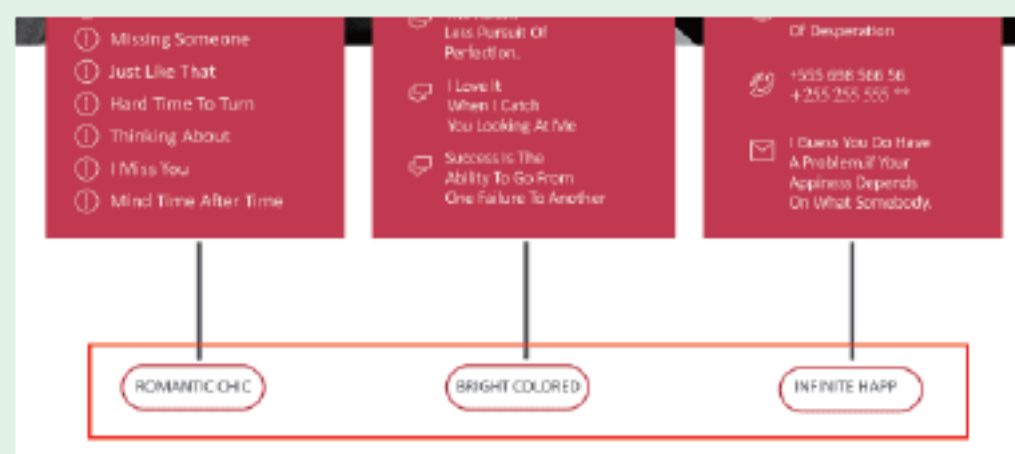 Missing Someone
Just Like That
Hard Time To Turn
Thinking About
I Miss You
Mind Time After Time
Less Pursuit Of
Perfection.
I Love It
When I Catch
You Looking At Me
Success Is The
Ability To Go From
One Failure To Another
Of Desperation
+555 698 566 56
+255 255 555 **
I Guess You Do Have
A Problem.if Your
Appiness Depends
On What Somebody.
ROMANTIC CHIC
BRIGHT COLORED
INFINITE HAPP